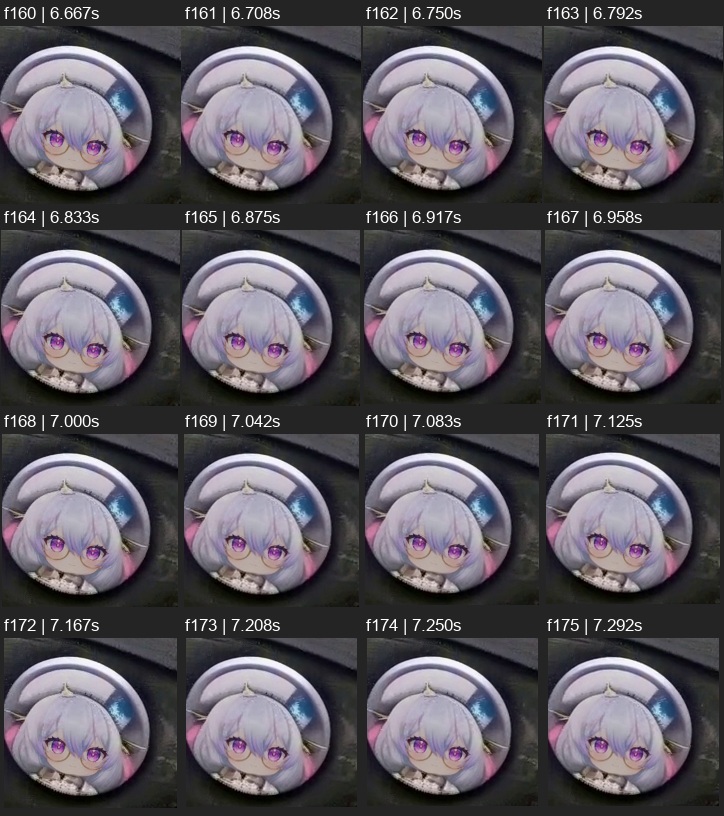 f160 | 6.667s
f161 | 6.708s
f162 | 6.750s
f163 | 6.792s
f164 | 6.833s
f165 | 6.875s
f166 | 6.917s
f167 | 6.958s
f168 | 7.000s
f169 | 7.042s
f170 | 7.083s
f171 | 7.125s
f172 | 7.167s
f173 | 7.208s
f174 | 7.250s
f175 | 7.292s